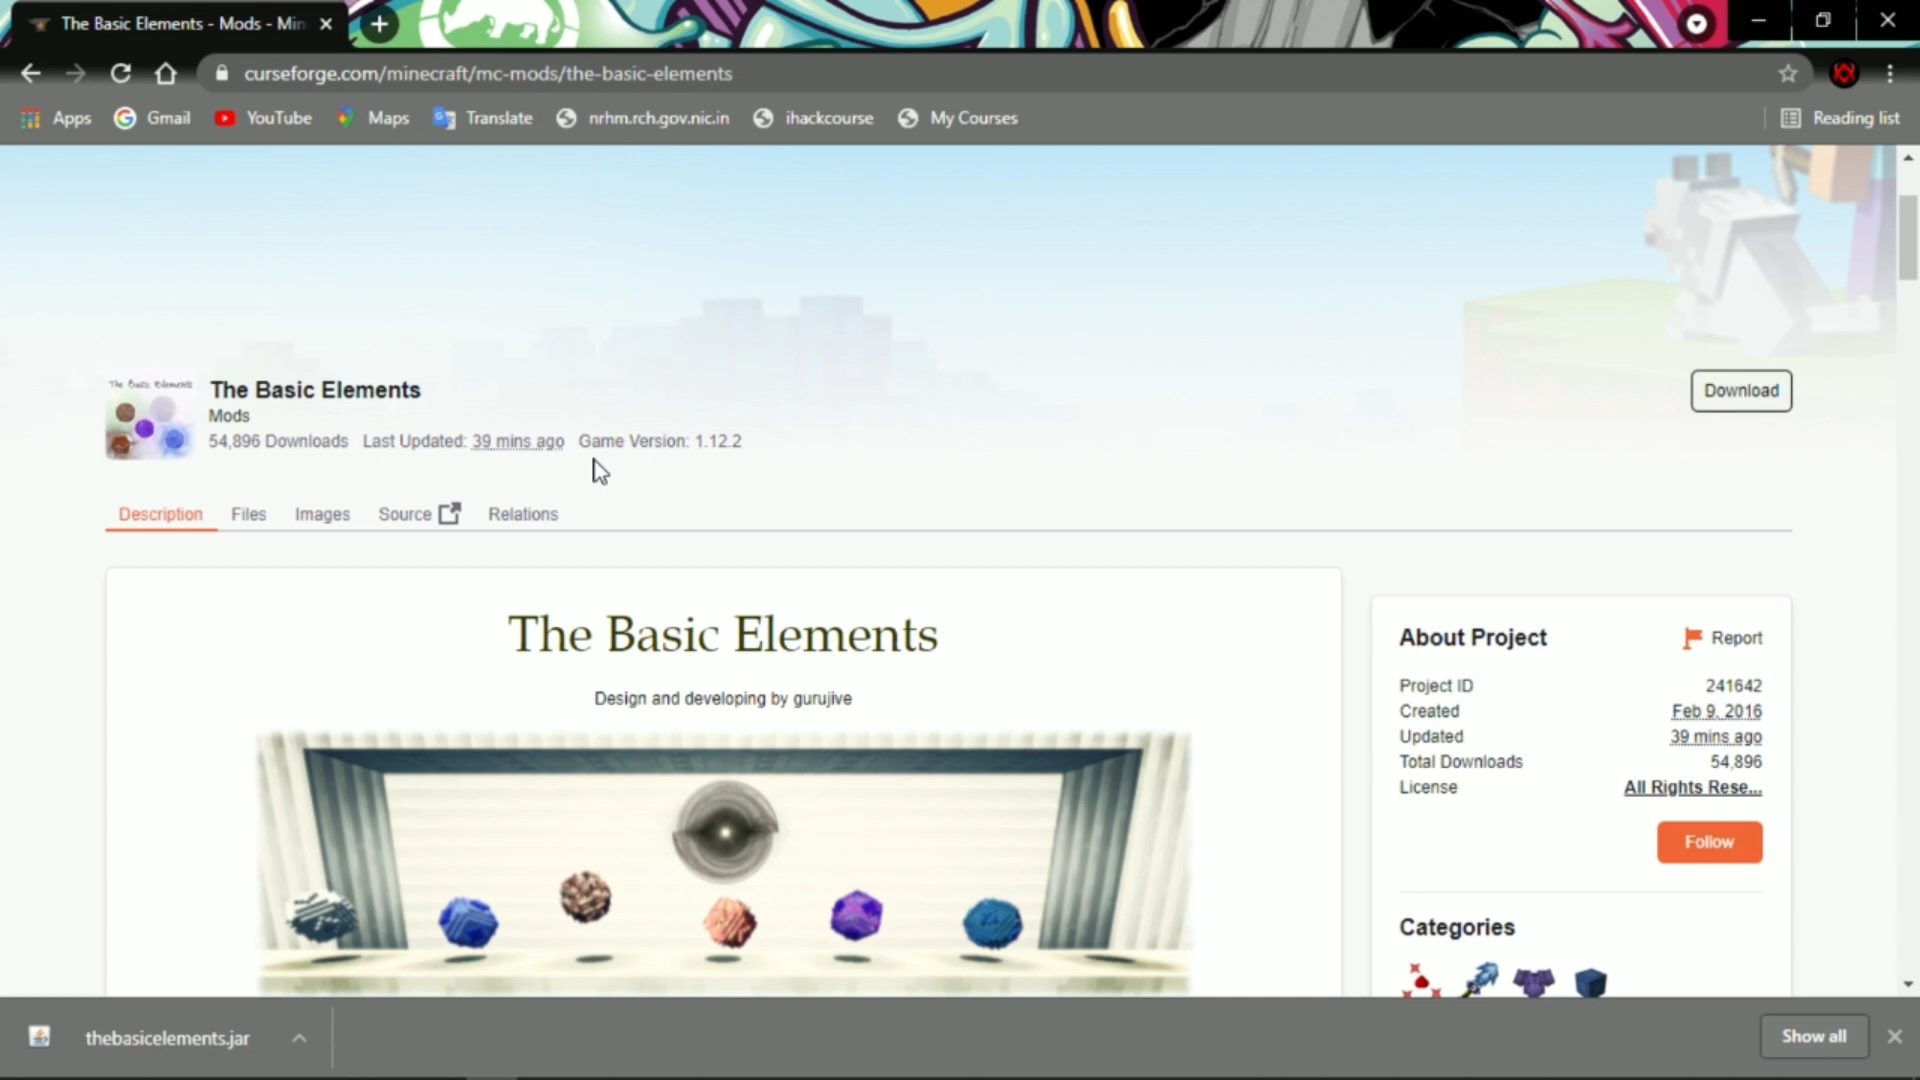 The Basic Elements - Mods - Min
curseforge.com/minecraft/mc-mods/the-basic-elements
Apps Gmail YouTube Maps Translate nrhm.rch.gov.nic.in ihackcourse My Courses Reading list
The Basic Elements
The Basic Elements
Mods
54,896 Downloads Last Updated: 39 mins ago Game Version: 1.12.2
Download
Description Files Images Source Relations
The Basic Elements
Design and developing by gurujive
About Project Report
Project ID 241642
Created Feb 9, 2016
Updated 39 mins ago
Total Downloads 54,896
License All Rights Rese...
Follow
Categories
thebasicelements.jar
Show all